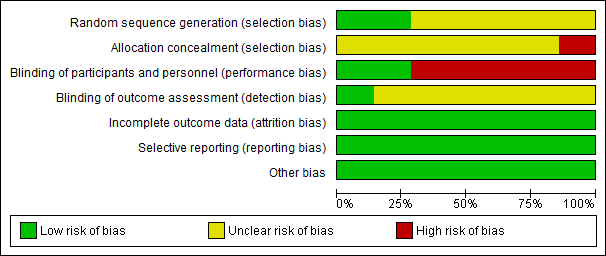 Random sequence generation (selection bias)
Allocation concealment (selection bias)
Blinding of participants and personnel (performance bias)
Blinding of outcome assessment (detection bias)
Incomplete outcome data (attrition bias)
Selective reporting (reporting bias)
Other bias
0% 25% 50% 75% 100%
Low risk of bias Unclear risk of bias High risk of bias